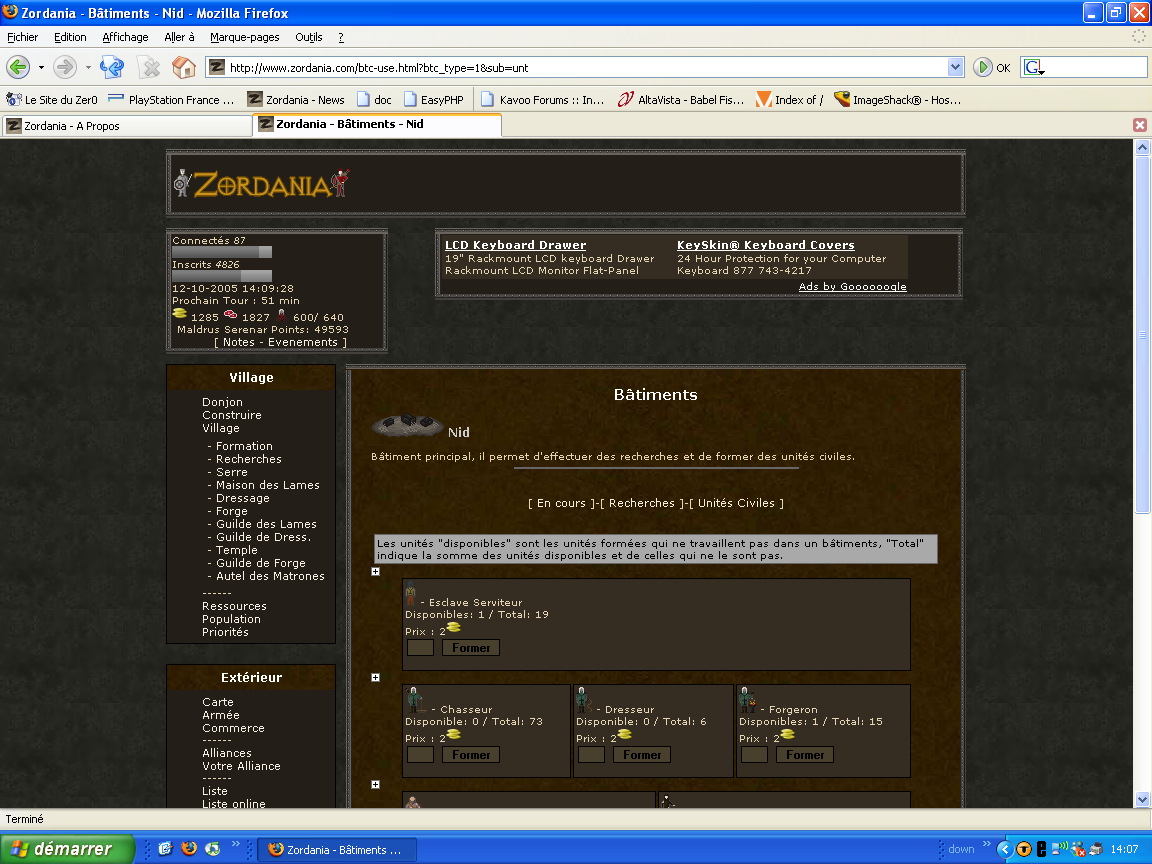 Zordania - Bâtiments - Nid - Mozilla Firefox
Fichier Edition Affichage Aller à Marque-pages Outils ?
http://www.zordania.com/btc-use.html?btc_type=1&sub=unt OK G
Le Site du Zer0 PlayStation France ... Zordania - News doc EasyPHP Kavoo Forums :: In... AltaVista - Babel Fis... Index of / ImageShack® - Hos...
Zordania - A Propos Zordania - Bâtiments - Nid
ZORDANIA
Connectés 87
Inscrits 4826
12-10-2005 14:09:28
Prochain Tour : 51 min
1285 1827 600/ 640
Maldrus Serenar Points: 49593
[ Notes - Evenements ]
LCD Keyboard Drawer
19" Rackmount LCD keyboard Drawer
Rackmount LCD Monitor Flat-Panel
KeySkin® Keyboard Covers
24 Hour Protection for your Computer
Keyboard 877 743-4217
Ads by Goooooogle
Village
Donjon
Construire
Village
- Formation
- Recherches
- Serre
- Maison des Lames
- Dressage
- Forge
- Guilde des Lames
- Guilde de Dress.
- Temple
- Guilde de Forge
- Autel des Matrones
------
Ressources
Population
Priorités
Extérieur
Carte
Armée
Commerce
------
Alliances
Votre Alliance
------
Liste
Liste online
Bâtiments
Nid
Bâtiment principal, il permet d'effectuer des recherches et de former des unités civiles.
[ En cours ]-[ Recherches ]-[ Unités Civiles ]
Les unités "disponibles" sont les unités formées qui ne travaillent pas dans un bâtiments, "Total"
indique la somme des unités disponibles et de celles qui ne le sont pas.
- Esclave Serviteur
Disponibles: 1 / Total: 19
Prix : 2
Former
- Chasseur
Disponible: 0 / Total: 73
Prix : 2
Former
- Dresseur
Disponible: 0 / Total: 6
Prix : 2
Former
- Forgeron
Disponibles: 1 / Total: 15
Prix : 2
Former
Terminé
démarrer » Zordania - Bâtiments ... down » 14:07